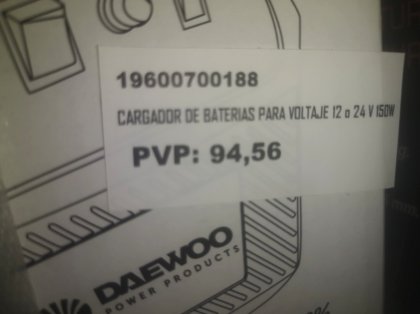 19600700188
CARGADOR DE BATERIAS PARA VOLTAJE 12 o 24 V 150W
PVP: 94,56
DAEWOO
POWER PRODUCTS